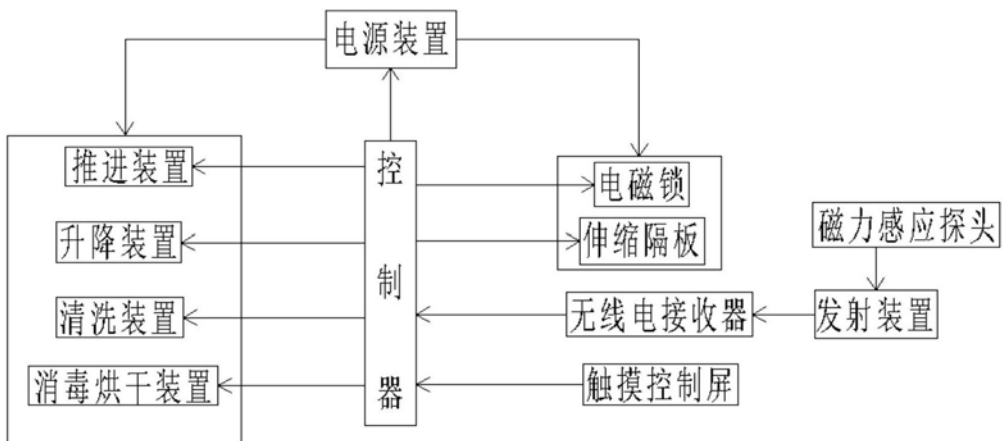 电源装置
推进装置
升降装置
清洗装置
消毒烘干装置
控
制
器
电磁锁
伸缩隔板
无线电接收器
触摸控制屏
磁力感应探头
发射装置